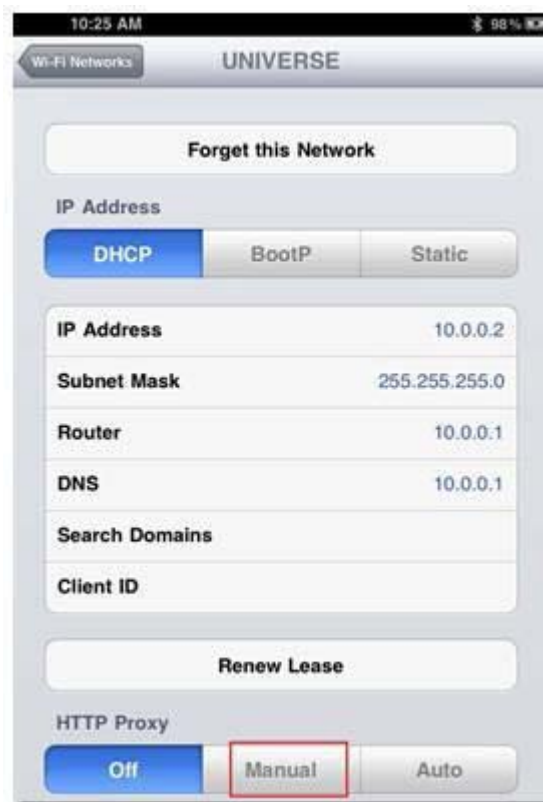 10:25 AM 98%
Wi-Fi Networks UNIVERSE
Forget this Network
IP Address
DHCP BootP Static
IP Address 10.0.0.2
Subnet Mask 255.255.255.0
Router 10.0.0.1
DNS 10.0.0.1
Search Domains
Client ID
Renew Lease
HTTP Proxy
Off Manual Auto